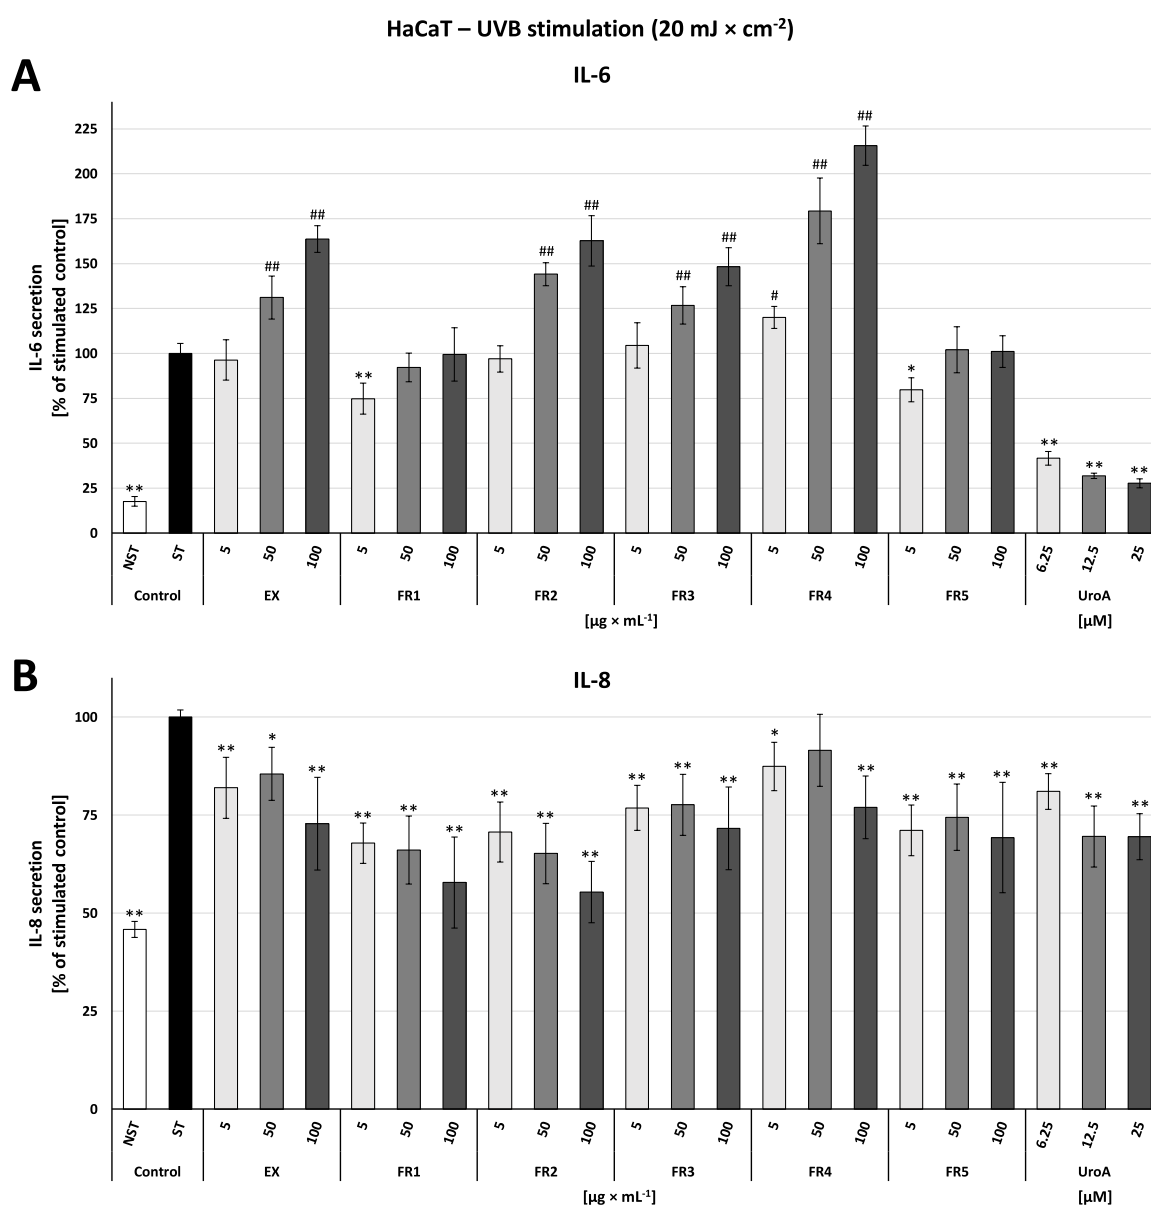 HaCaT – UVB stimulation (20 mJ × cm⁻²)
A
IL-6
IL-6 secretion
[% of stimulated control]
225
200
175
150
125
100
75
50
25
0
** ## ## ** ## ## ## ## # ## ## * ** ** **
NST ST 5 50 100 5 50 100 5 50 100 5 50 100 5 50 100 5 50 100 6.25 12.5 25
Control EX FR1 FR2 FR3 FR4 FR5 UroA
[µg × mL⁻¹] [µM]
B
IL-8
IL-8 secretion
[% of stimulated control]
100
75
50
25
0
** ** * ** ** ** ** ** ** ** ** ** ** * ** ** ** ** ** ** **
NST ST 5 50 100 5 50 100 5 50 100 5 50 100 5 50 100 5 50 100 6.25 12.5 25
Control EX FR1 FR2 FR3 FR4 FR5 UroA
[µg × mL⁻¹] [µM]